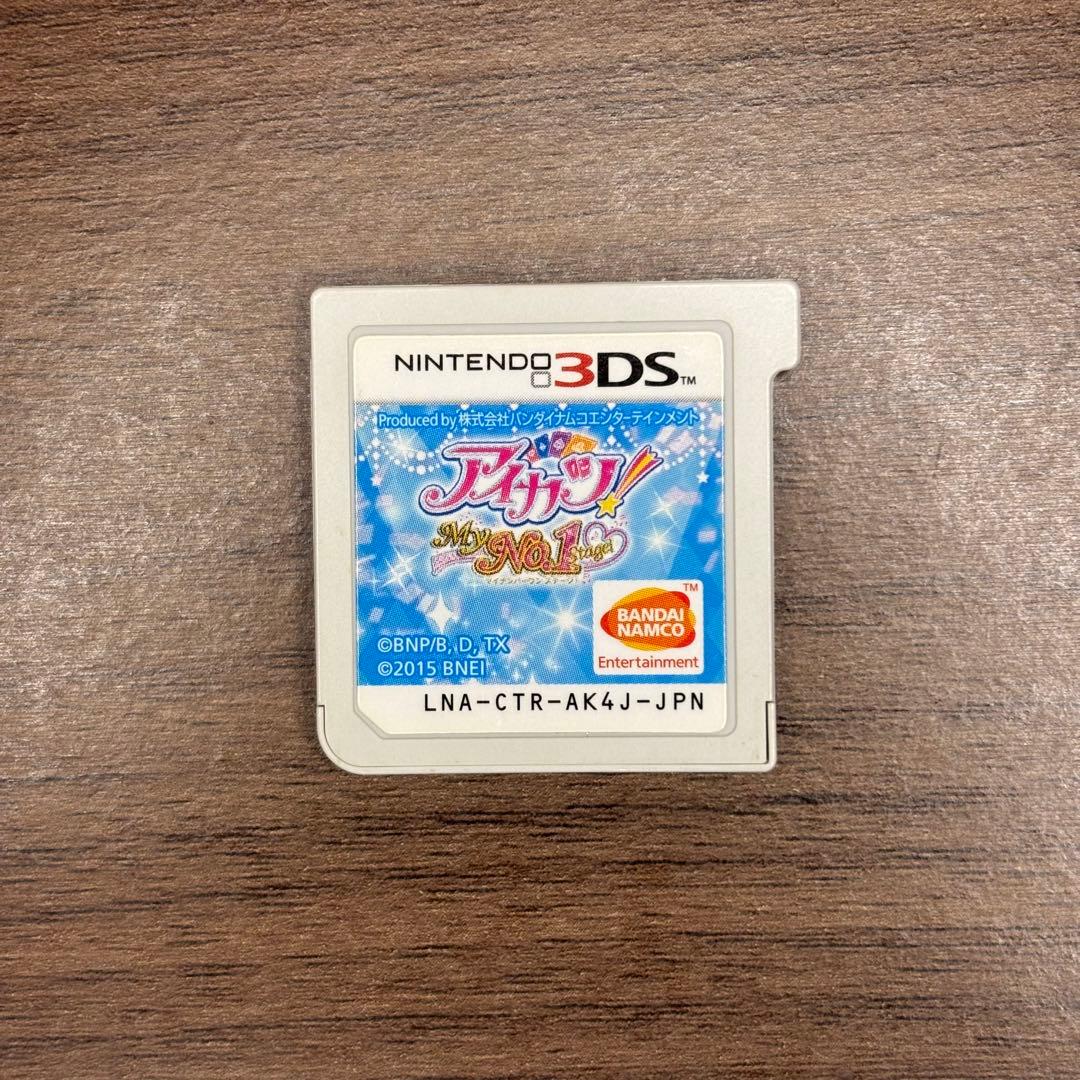 NINTENDO 3DS™
Produced by 株式会社バンダイナムコエンターテインメント
アイカツ!
My No.1 Stage!
マイナンバーワンステージ!
BANDAI
NAMCO
TM
Entertainment
©BNP/B, D, TX
©2015 BNEI
LNA-CTR-AK4J-JPN